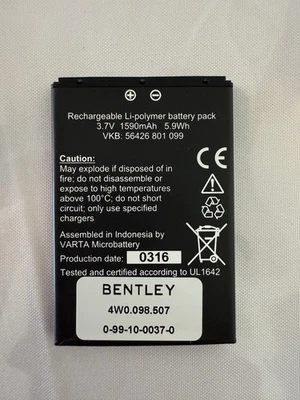 ⊕ ⊖
Rechargeable Li-polymer battery pack
3.7V 1590mAh 5.9Wh
VKB: 56426 801 099
Caution:
May explode if disposed of in
fire; do not disassemble or
expose to high temperatures
above 100°C; do not short
circuit, only use specified
charger.
CE
Assembled in Indonesia by
VARTA Microbattery
Production date: 0316
Tested and certified according to UL1642
BENTLEY
4W0.098.507
0-99-10-0037-0